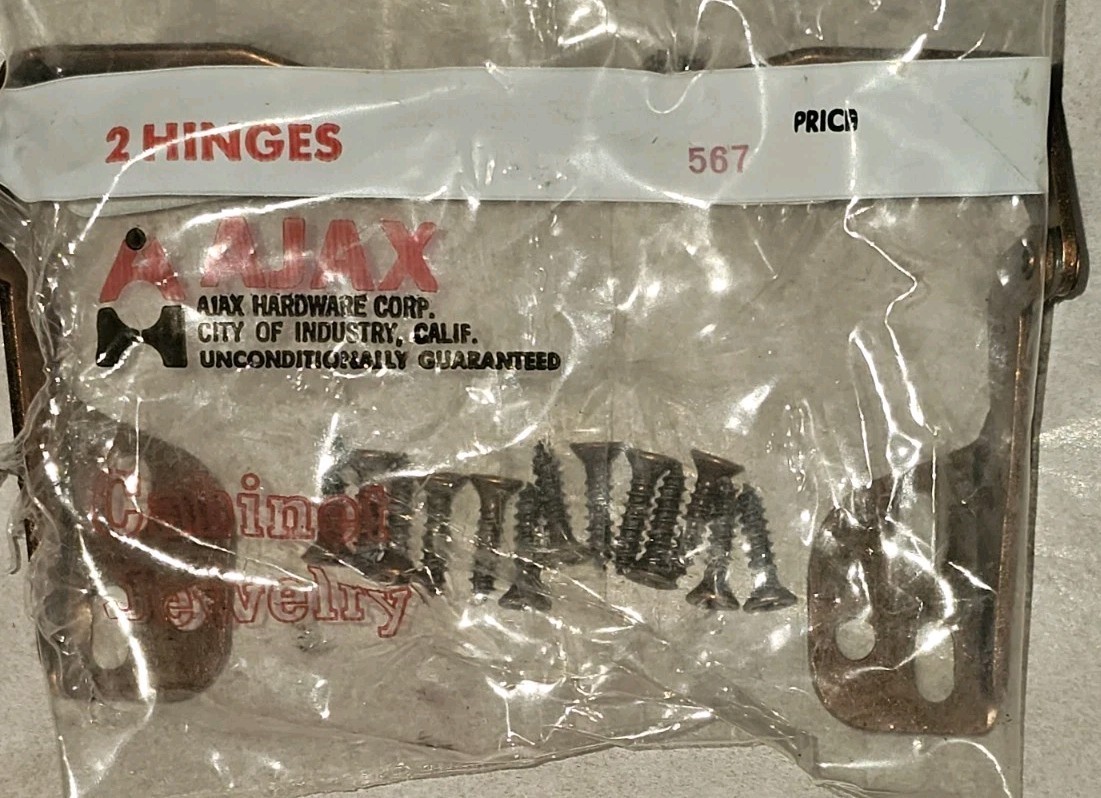 2 HINGES
567
PRICE
AJAX
AJAX HARDWARE CORP.
CITY OF INDUSTRY, CALIF.
UNCONDITIONALLY GUARANTEED
Cabinet
Jewelry